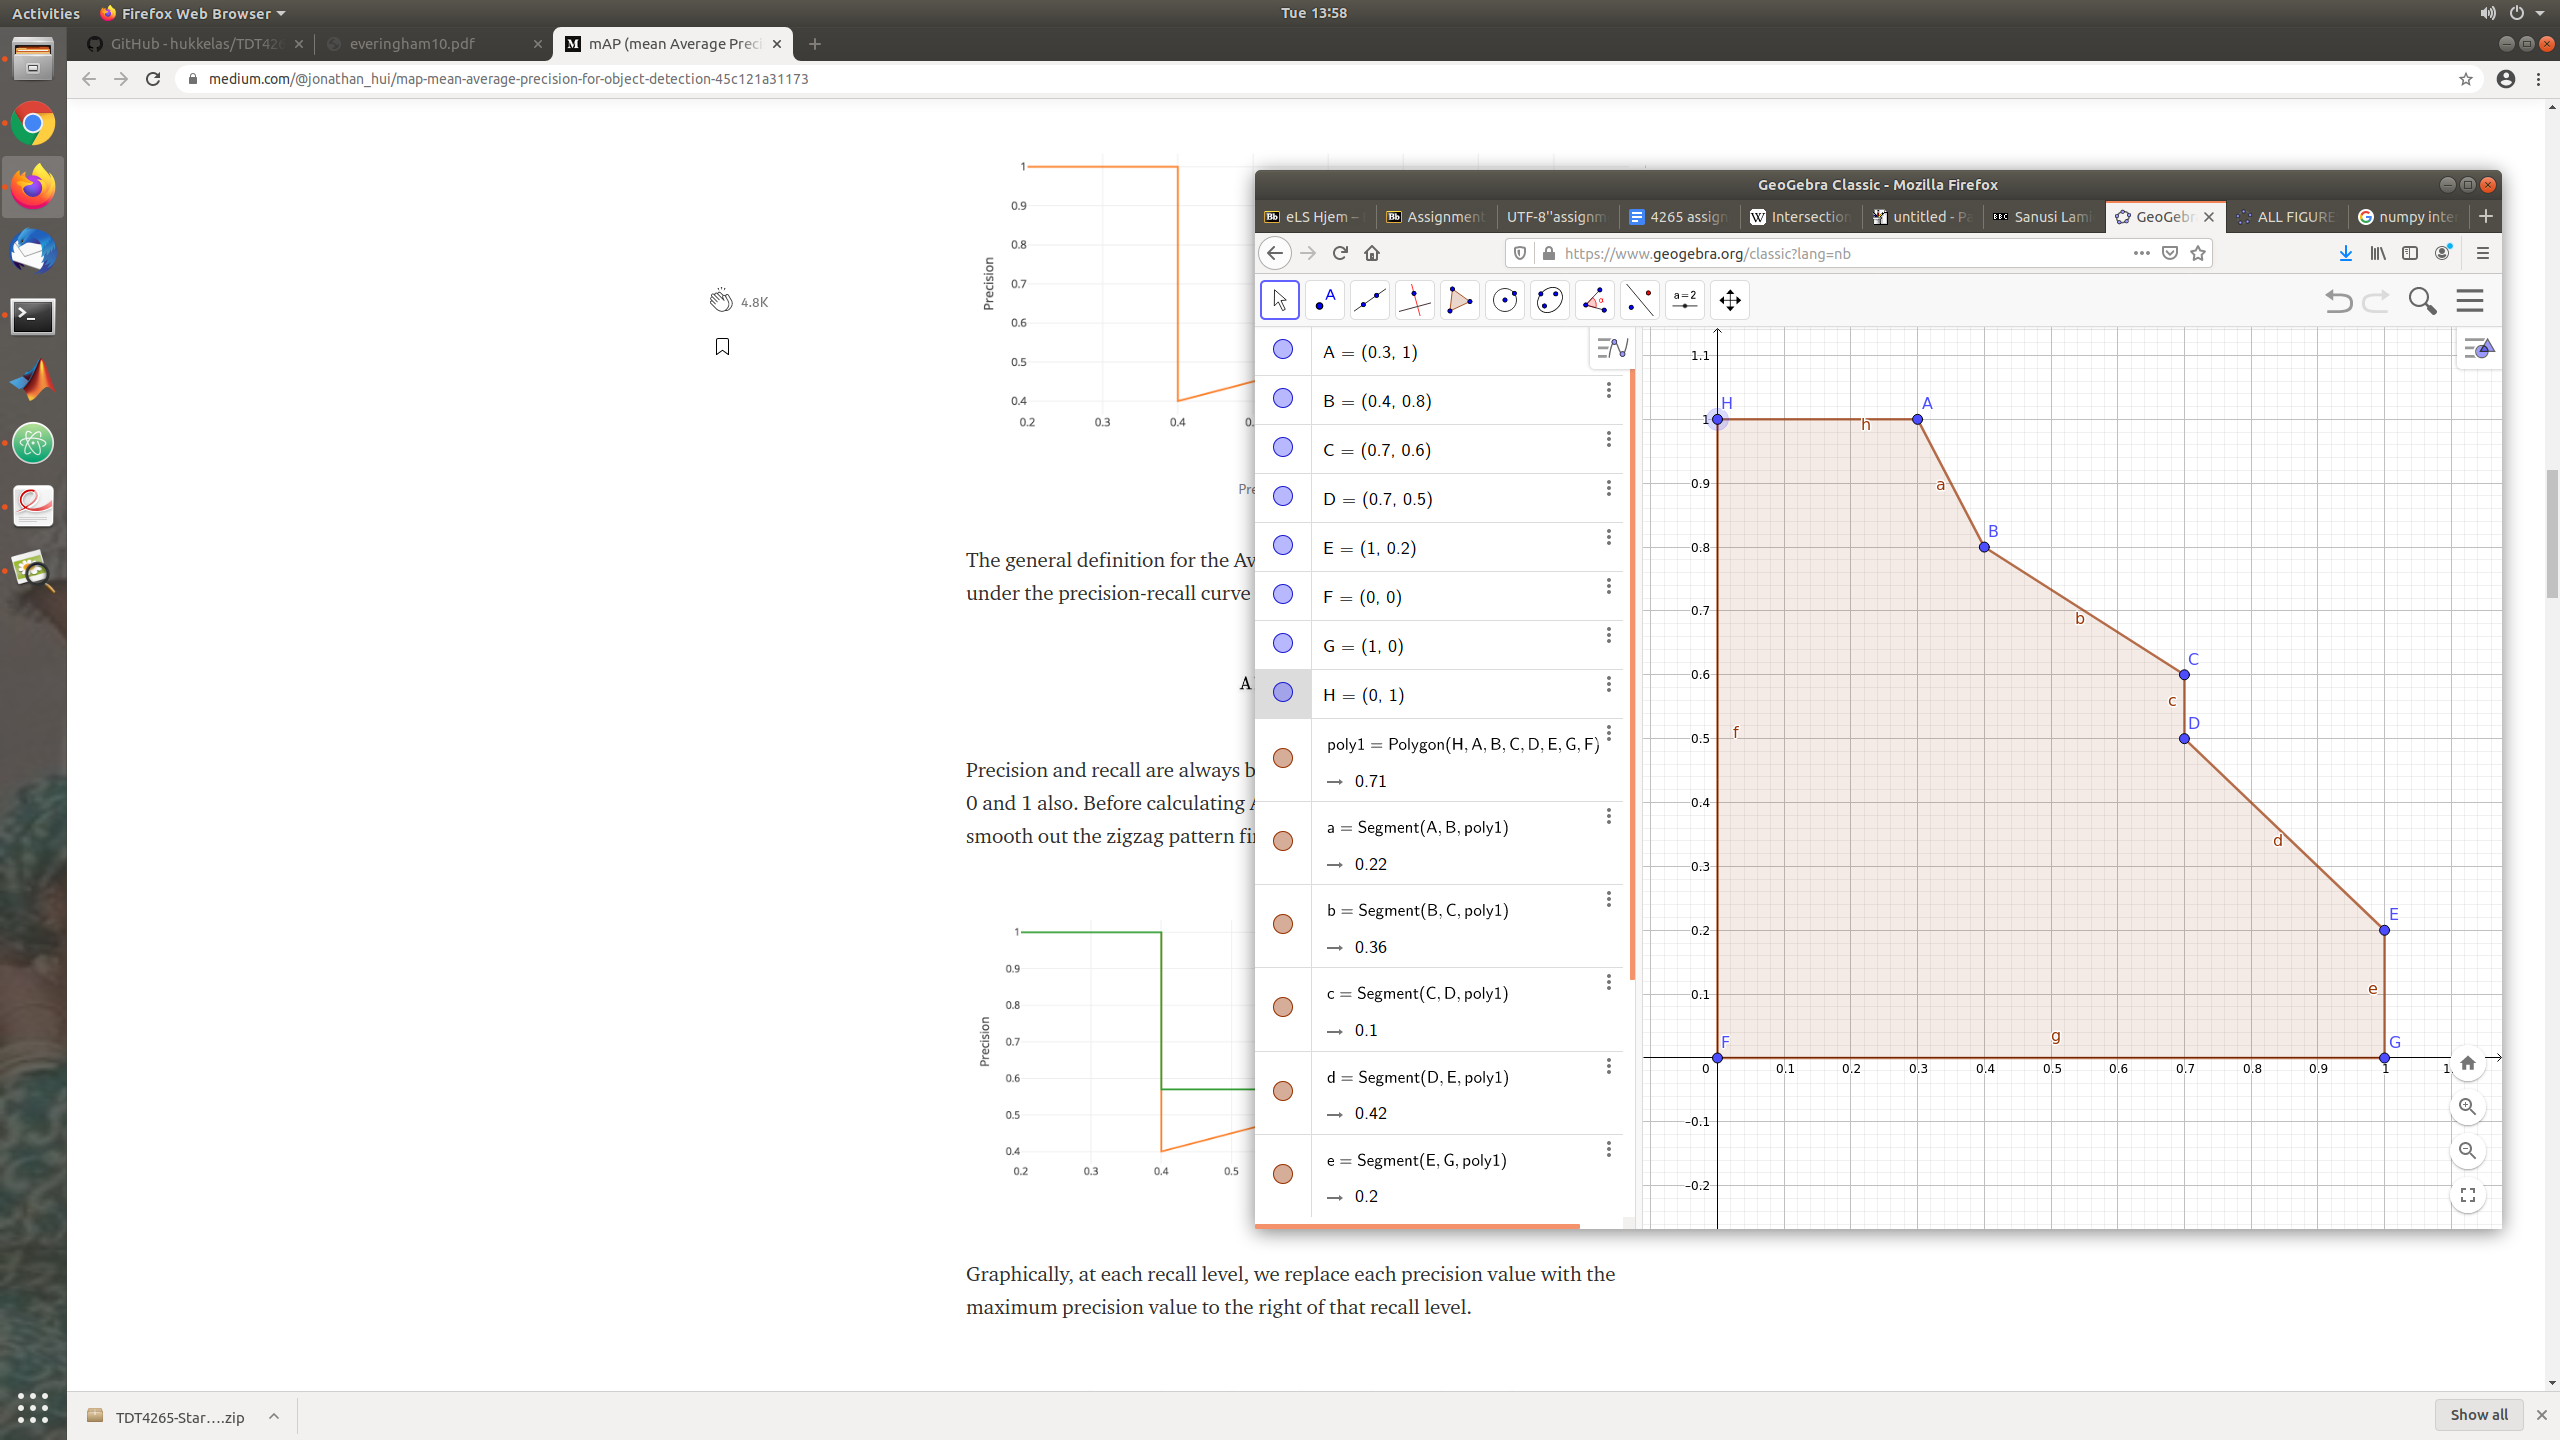 Activities
Firefox Web Browser
Tue 13:58
GitHub - hukkelas/TDT426
everingham10.pdf
mAP (mean Average Preci
medium.com/@jonathan_hui/map-mean-average-precision-for-object-detection-45c121a31173
4.8K
Precision
1
0.9
0.8
0.7
0.6
0.5
0.4
0.2
0.3
0.4
0.
Pre
The general definition for the Av
under the precision-recall curve
A
Precision and recall are always b
0 and 1 also. Before calculating A
smooth out the zigzag pattern fir
Precision
1
0.9
0.8
0.7
0.6
0.5
0.4
0.2
0.3
0.4
0.5
Graphically, at each recall level, we replace each precision value with the
maximum precision value to the right of that recall level.
GeoGebra Classic - Mozilla Firefox
Bb eLS Hjem –
Bb Assignment
UTF-8''assignm
4265 assign
W Intersection
untitled - Pa
BBC Sanusi Lami
GeoGebr
ALL FIGURE
numpy inte
https://www.geogebra.org/classic?lang=nb
A
a=2
A = (0.3, 1)
B = (0.4, 0.8)
C = (0.7, 0.6)
D = (0.7, 0.5)
E = (1, 0.2)
F = (0, 0)
G = (1, 0)
H = (0, 1)
poly1 = Polygon(H, A, B, C, D, E, G, F)
→ 0.71
a = Segment(A, B, poly1)
→ 0.22
b = Segment(B, C, poly1)
→ 0.36
c = Segment(C, D, poly1)
→ 0.1
d = Segment(D, E, poly1)
→ 0.42
e = Segment(E, G, poly1)
→ 0.2
1.1
1
0.9
0.8
0.7
0.6
0.5
0.4
0.3
0.2
0.1
0
-0.1
-0.2
0.1
0.2
0.3
0.4
0.5
0.6
0.7
0.8
0.9
1
1.
H
A
h
a
B
b
C
c
D
f
d
E
e
F
g
G
TDT4265-Star….zip
Show all